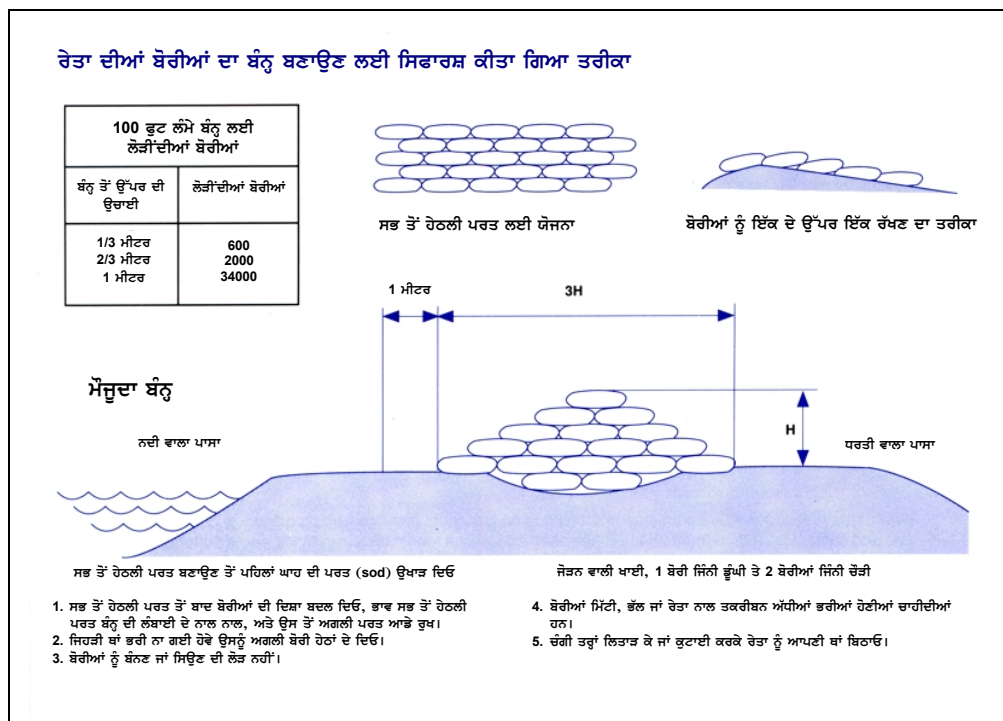 ਰੇਤਾ ਦੀਆਂ ਬੋਰੀਆਂ ਦਾ ਬੰਨ੍ਹ ਬਣਾਉਣ ਲਈ ਸਿਫਾਰਸ਼ ਕੀਤਾ ਗਿਆ ਤਰੀਕਾ
100 ਫੁਟ ਲੰਮੇ ਬੰਨ੍ਹ ਲਈ
ਲੋੜੀਂਦੀਆਂ ਬੋਰੀਆਂ
ਬੰਨ੍ਹ ਤੋਂ ਉੱਪਰ ਦੀ
ਉਚਾਈ
ਲੋੜੀਂਦੀਆਂ ਬੋਰੀਆਂ
1/3 ਮੀਟਰ 600
2/3 ਮੀਟਰ 2000
1 ਮੀਟਰ 34000
ਸਭ ਤੋਂ ਹੇਠਲੀ ਪਰਤ ਲਈ ਯੋਜਨਾ
ਬੋਰੀਆਂ ਨੂੰ ਇੱਕ ਦੇ ਉੱਪਰ ਇੱਕ ਰੱਖਣ ਦਾ ਤਰੀਕਾ
1 ਮੀਟਰ
3H
ਮੌਜੂਦਾ ਬੰਨ੍ਹ
H
ਨਦੀ ਵਾਲਾ ਪਾਸਾ
ਧਰਤੀ ਵਾਲਾ ਪਾਸਾ
ਸਭ ਤੋਂ ਹੇਠਲੀ ਪਰਤ ਬਣਾਉਣ ਤੋਂ ਪਹਿਲਾਂ ਘਾਹ ਦੀ ਪਰਤ (sod) ਉਖਾੜ ਦਿਓ
ਜੋੜਨ ਵਾਲੀ ਖਾਈ, 1 ਬੋਰੀ ਜਿੰਨੀ ਡੂੰਘੀ ਤੇ 2 ਬੋਰੀਆਂ ਜਿੰਨੀ ਚੌੜੀ
1. ਸਭ ਤੋਂ ਹੇਠਲੀ ਪਰਤ ਤੋਂ ਬਾਦ ਬੋਰੀਆਂ ਦੀ ਦਿਸ਼ਾ ਬਦਲ ਦਿਓ, ਭਾਵ ਸਭ ਤੋਂ ਹੇਠਲੀ
ਪਰਤ ਬੰਨ੍ਹ ਦੀ ਲੰਬਾਈ ਦੇ ਨਾਲ ਨਾਲ, ਅਤੇ ਉਸ ਤੋਂ ਅਗਲੀ ਪਰਤ ਆਡੇ ਰੁਖ।
2. ਜਿਹੜੀ ਥਾਂ ਭਰੀ ਨਾ ਗਈ ਹੋਵੇ ਉਸਨੂੰ ਅਗਲੀ ਬੋਰੀ ਹੇਠਾਂ ਦੇ ਦਿਓ।
3. ਬੋਰੀਆਂ ਨੂੰ ਬੰਨਣ ਜਾਂ ਸਿਉਣ ਦੀ ਲੋੜ ਨਹੀਂ।
4. ਬੋਰੀਆਂ ਮਿੱਟੀ, ਭੱਲ ਜਾਂ ਰੇਤਾ ਨਾਲ ਤਕਰੀਬਨ ਅੱਧੀਆਂ ਭਰੀਆਂ ਹੋਣੀਆਂ ਚਾਹੀਦੀਆਂ
ਹਨ।
5. ਚੰਗੀ ਤਰ੍ਹਾਂ ਲਿਤਾੜ ਕੇ ਜਾਂ ਕੁਟਾਈ ਕਰਕੇ ਰੇਤਾ ਨੂੰ ਆਪਣੀ ਥਾਂ ਬਿਠਾਓ।